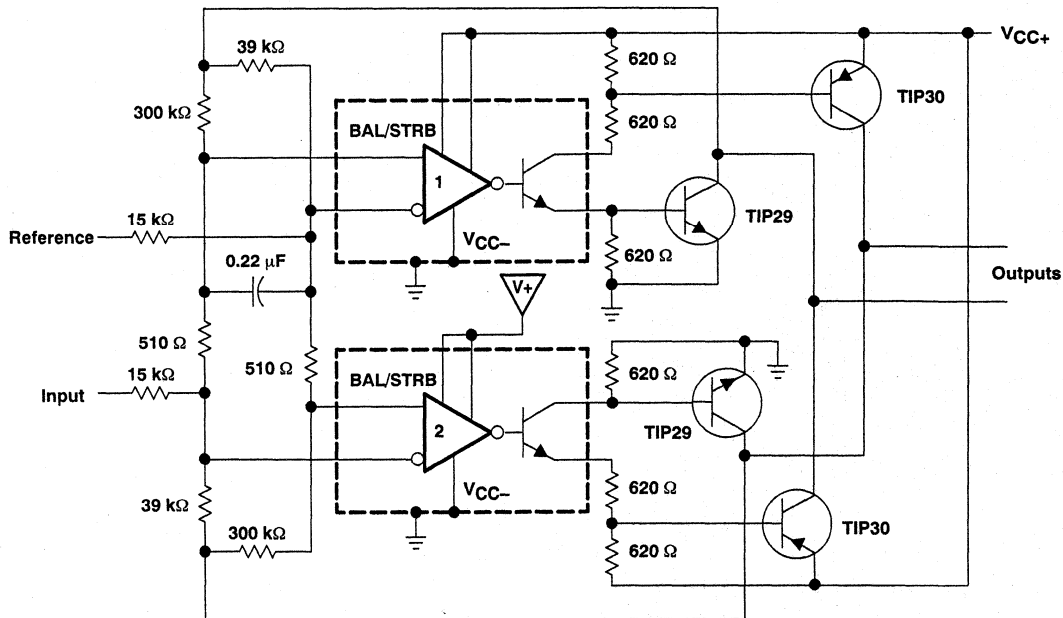 39 kΩ
VCC+
620 Ω
TIP30
300 kΩ
BAL/STRB
620 Ω
1
15 kΩ
TIP29
Reference
VCC–
620 Ω
0.22 µF
Outputs
V+
510 Ω
510 Ω
15 kΩ
BAL/STRB
620 Ω
Input
2
TIP29
VCC–
620 Ω
39 kΩ
TIP30
300 kΩ
620 Ω